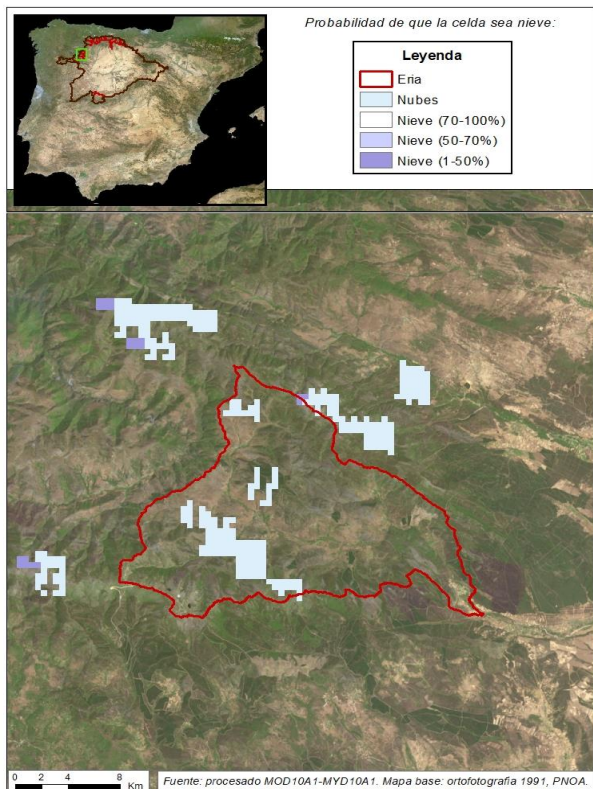 Probabilidad de que la celda sea nieve:
Leyenda
Eria
Nubes
Nieve (70-100%)
Nieve (50-70%)
Nieve (1-50%)
0 2 4 8
Km
Fuente: procesado MOD10A1-MYD10A1. Mapa base: ortofotografia 1991, PNOA.